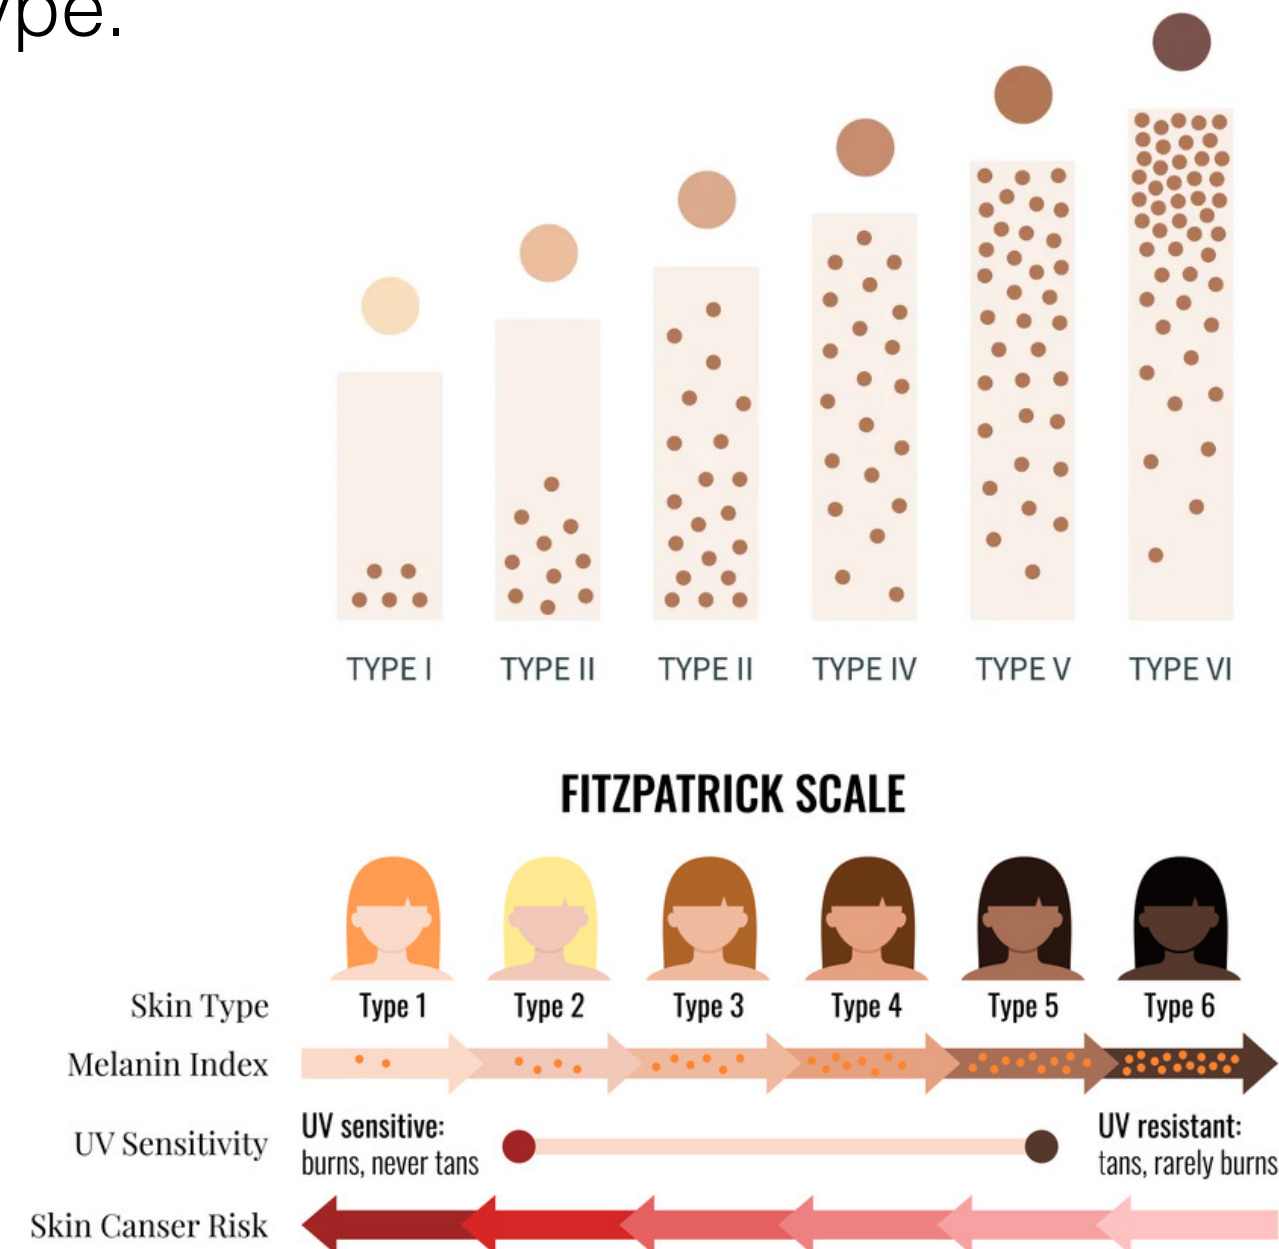 ype.
TYPE I TYPE II TYPE II TYPE IV TYPE V TYPE VI
FITZPATRICK SCALE
Skin Type Type 1 Type 2 Type 3 Type 4 Type 5 Type 6
Melanin Index
UV Sensitivity
UV sensitive:
burns, never tans
UV resistant:
tans, rarely burns
Skin Canser Risk